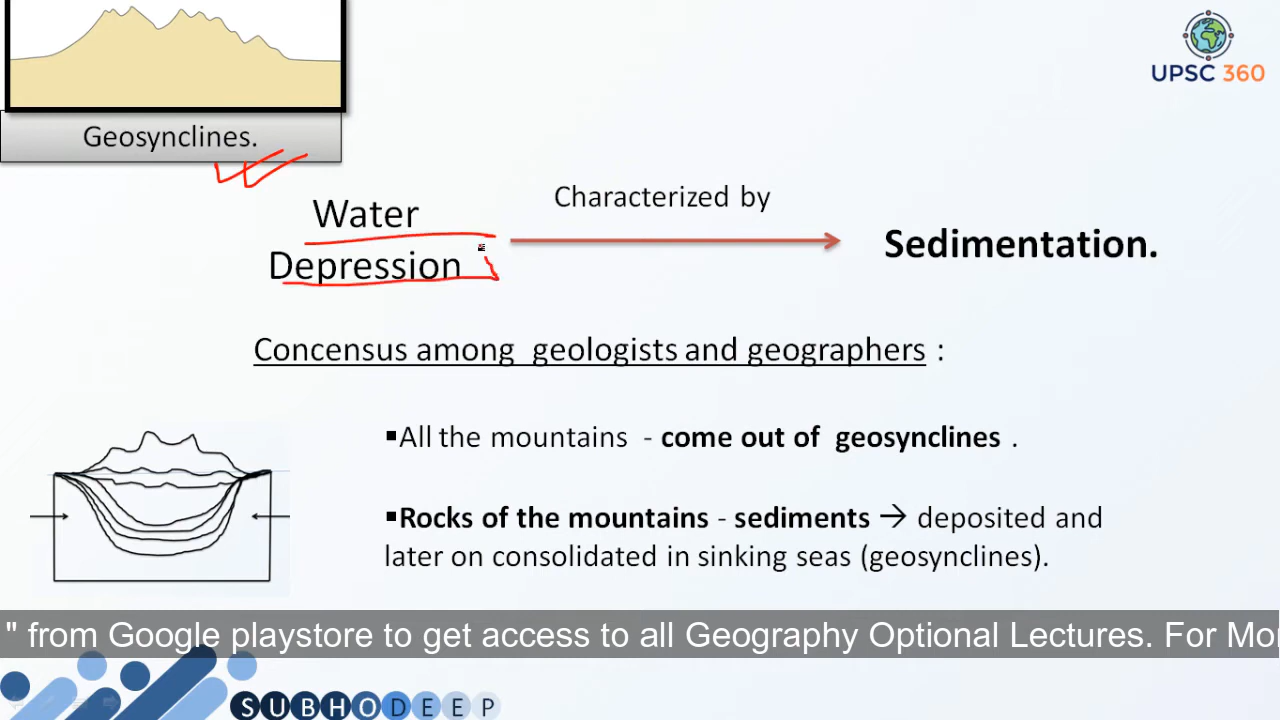 UPSC 360
Geosynclines.
Water
Depression
Characterized by
Sedimentation.
Concensus among geologists and geographers :
▪All the mountains - come out of geosynclines .
▪Rocks of the mountains - sediments → deposited and
later on consolidated in sinking seas (geosynclines).
" from Google playstore to get access to all Geography Optional Lectures. For Mor
SUBHODEEP